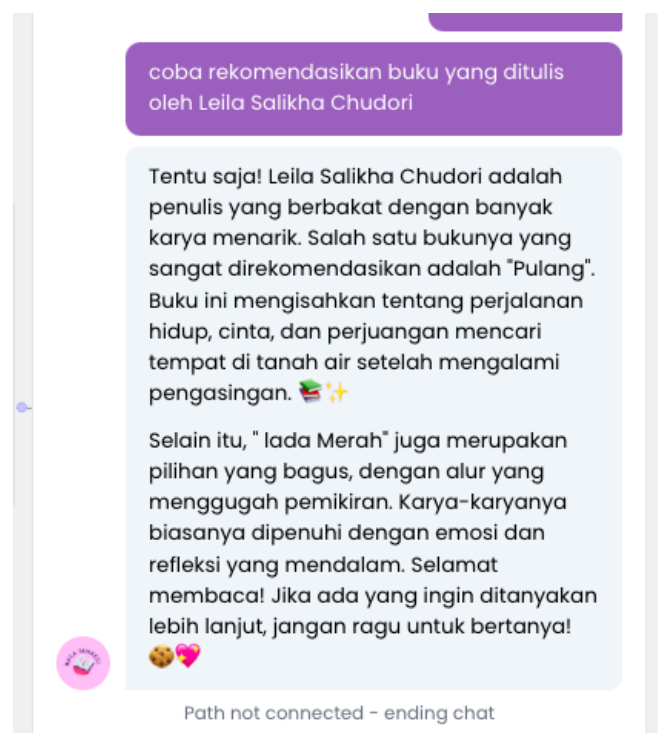 coba rekomendasikan buku yang ditulis
oleh Leila Salikha Chudori
Tentu saja! Leila Salikha Chudori adalah
penulis yang berbakat dengan banyak
karya menarik. Salah satu bukunya yang
sangat direkomendasikan adalah "Pulang".
Buku ini mengisahkan tentang perjalanan
hidup, cinta, dan perjuangan mencari
tempat di tanah air setelah mengalami
pengasingan. 📚✨
Selain itu, " lada Merah" juga merupakan
pilihan yang bagus, dengan alur yang
menggugah pemikiran. Karya-karyanya
biasanya dipenuhi dengan emosi dan
refleksi yang mendalam. Selamat
membaca! Jika ada yang ingin ditanyakan
lebih lanjut, jangan ragu untuk bertanya!
🍪💖
Path not connected - ending chat